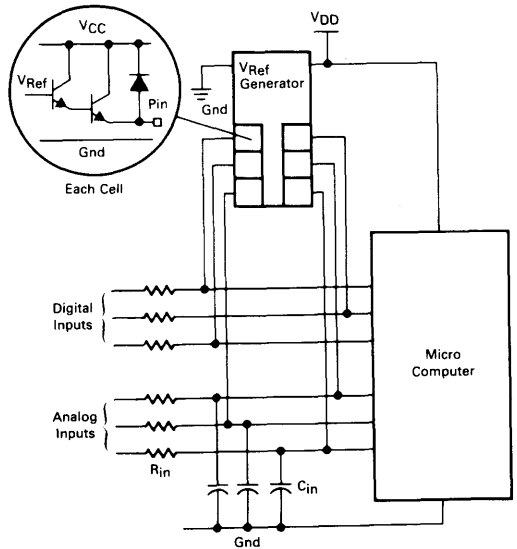 VCC
VRef
Pin
Gnd
Each Cell
VDD
VRef
Generator
Gnd
Digital
Inputs
Analog
Inputs
Rin
Cin
Gnd
Micro
Computer